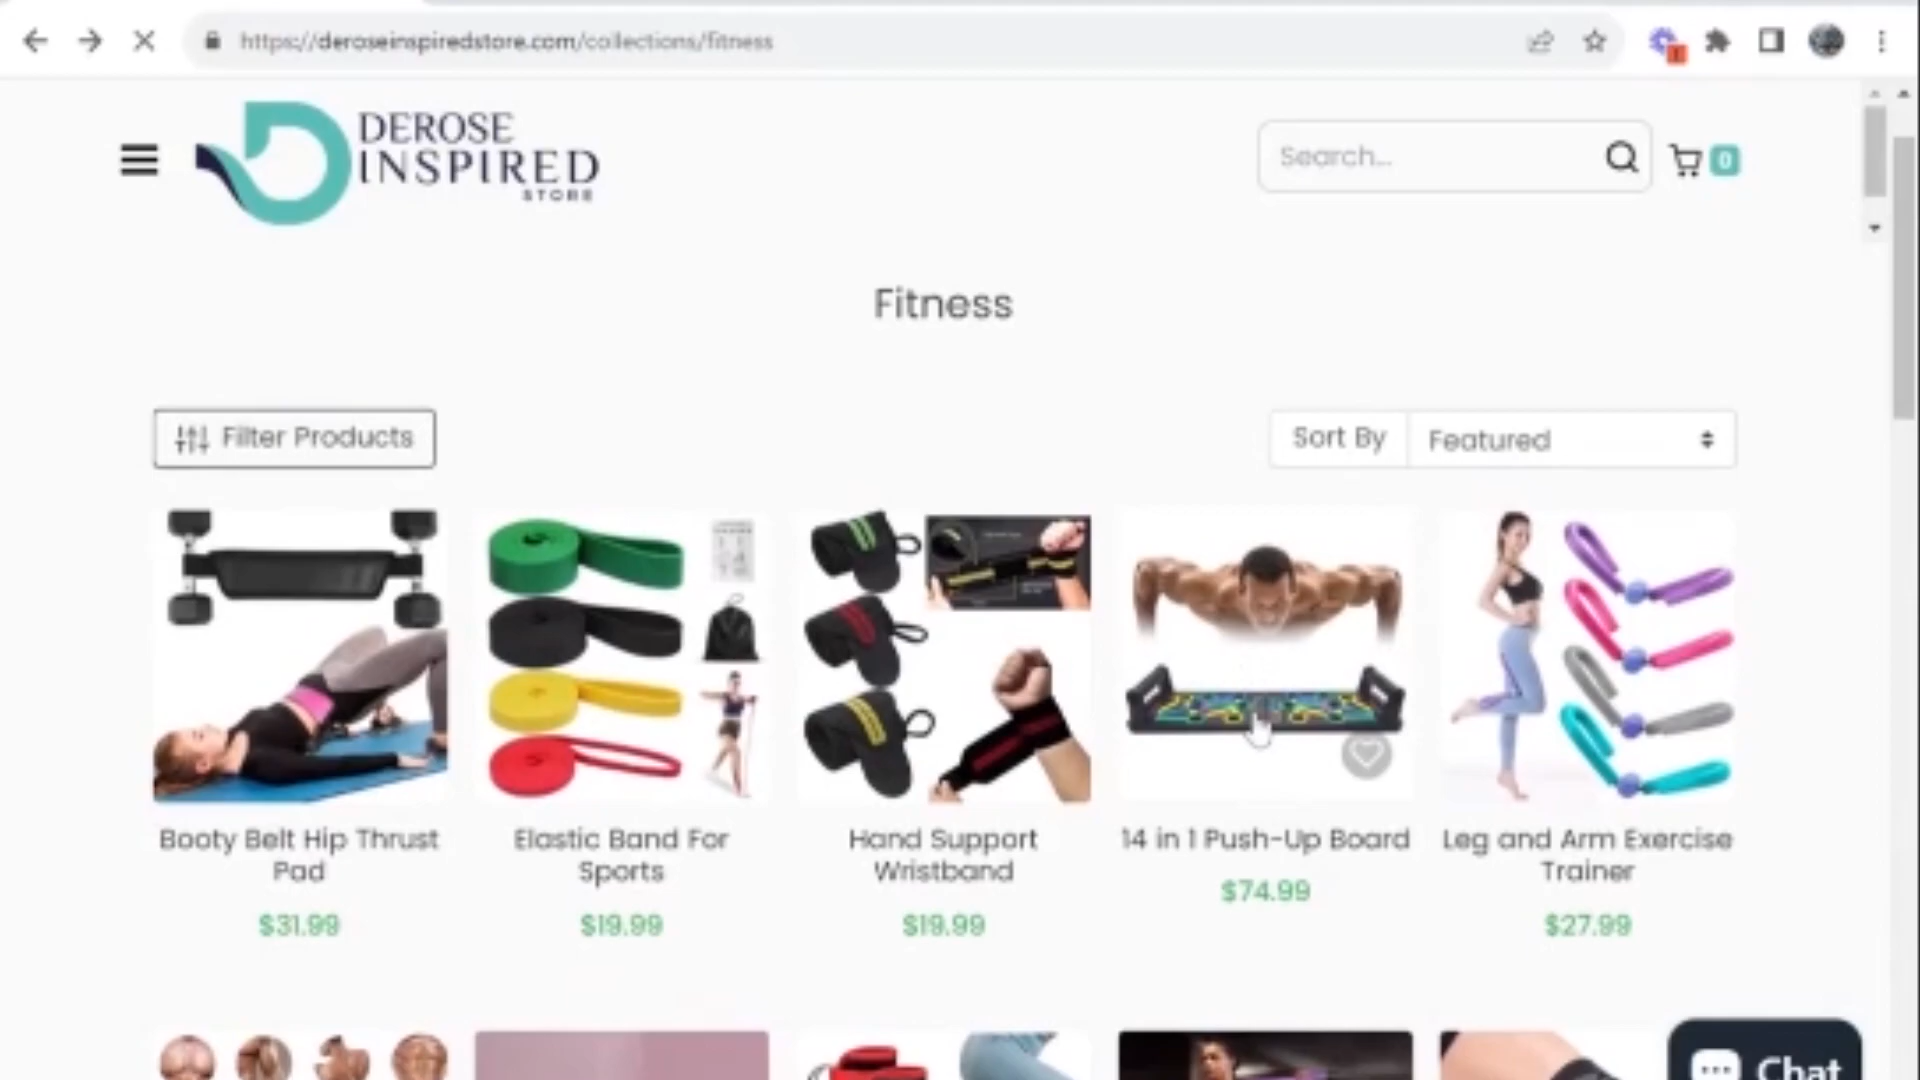 https://deroseinspiredstore.com/collections/fitness
DEROSE
INSPIRED
STORE
Search...
0
Fitness
Filter Products
Sort By
Featured
Booty Belt Hip Thrust
Pad
$31.99
Elastic Band For
Sports
$19.99
Hand Support
Wristband
$19.99
14 in 1 Push-Up Board
$74.99
Leg and Arm Exercise
Trainer
$27.99
Chat